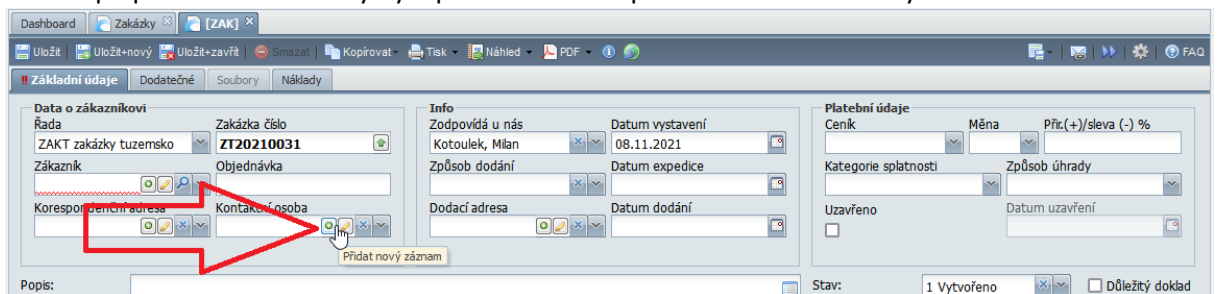 Dashboard Zakázky [ZAK]
Uložit Uložit+nový Uložit+zavřít Smazat Kopírovat Tisk Náhled PDF FAQ
!! Základní údaje Dodatečné Soubory Náklady
Data o zákazníkovi Info Platební údaje
Řada Zakázka číslo Zodpovídá u nás Datum vystavení Ceník Měna Přir.(+)/sleva (-) %
ZAKT zakázky tuzemsko ZT20210031 Kotoulek, Milan 08.11.2021
Zákazník Objednávka Způsob dodání Datum expedice Kategorie splatnosti Způsob úhrady
Korespondenční adresa Kontaktní osoba Dodací adresa Datum dodání Uzavřeno Datum uzavření
Přidat nový záznam
Popis: Stav: 1 Vytvořeno Důležitý doklad